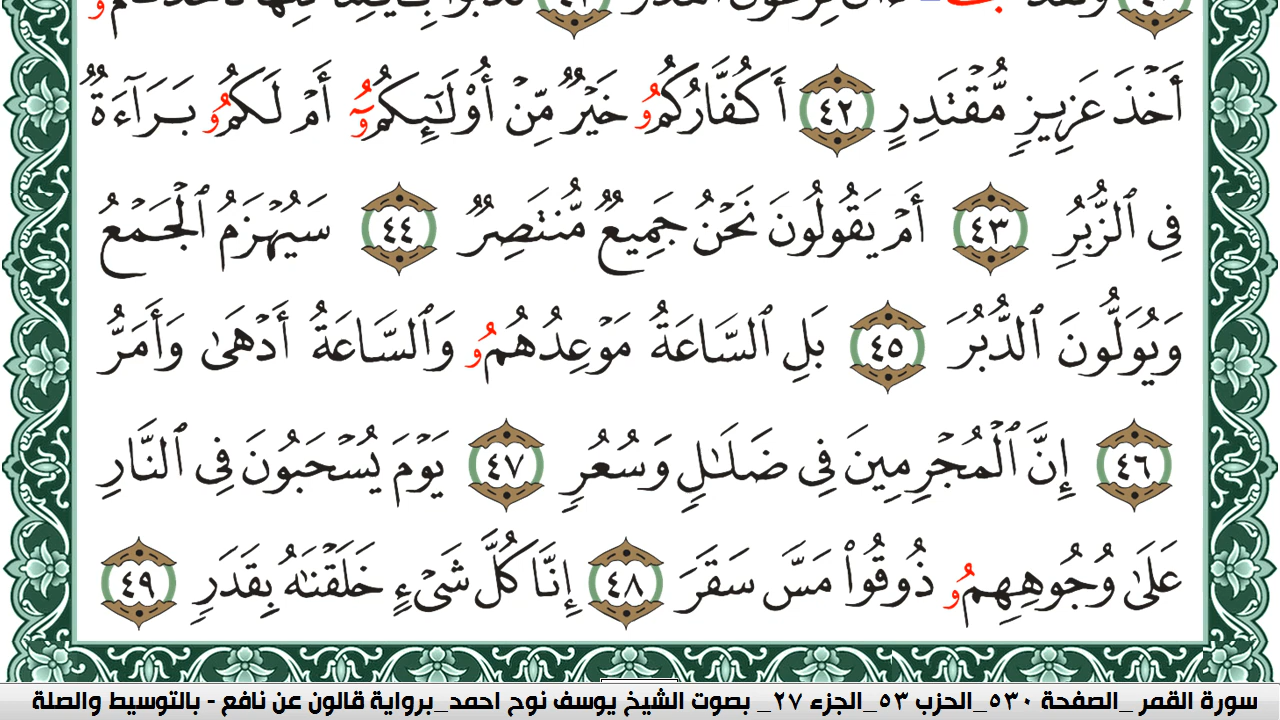 أَخْذَ عَزِيزٍ مُّقْتَدِرٍ ٤٢ أَكُفَّارُكُمُو خَيْرٌ مِّنْ أُوْلَٰٓئِكُمُوٓ أَمْ لَكُمُو بَرَآءَةٌ
فِي ٱلزُّبُرِ ٤٣ أَمْ يَقُولُونَ نَحْنُ جَمِيعٌ مُّنتَصِرٌ ٤٤ سَيُهْزَمُ ٱلْجَمْعُ
وَيُوَلُّونَ ٱلدُّبُرَ ٤٥ بَلِ ٱلسَّاعَةُ مَوْعِدُهُمُو وَٱلسَّاعَةُ أَدْهَىٰ وَأَمَرُّ
٤٦ إِنَّ ٱلْمُجْرِمِينَ فِي ضَلَٰلٍ وَسُعُرٍ ٤٧ يَوْمَ يُسْحَبُونَ فِي ٱلنَّارِ
عَلَىٰ وُجُوهِهِمُو ذُوقُواْ مَسَّ سَقَرَ ٤٨ إِنَّا كُلَّ شَيْءٍ خَلَقْنَٰهُ بِقَدَرٍ ٤٩
سورة القمر _الصفحة ٥٣٠_الحزب ٥٣_الجزء ٢٧_ بصوت الشيخ يوسف نوح احمد_برواية قالون عن نافع - بالتوسيط والصلة